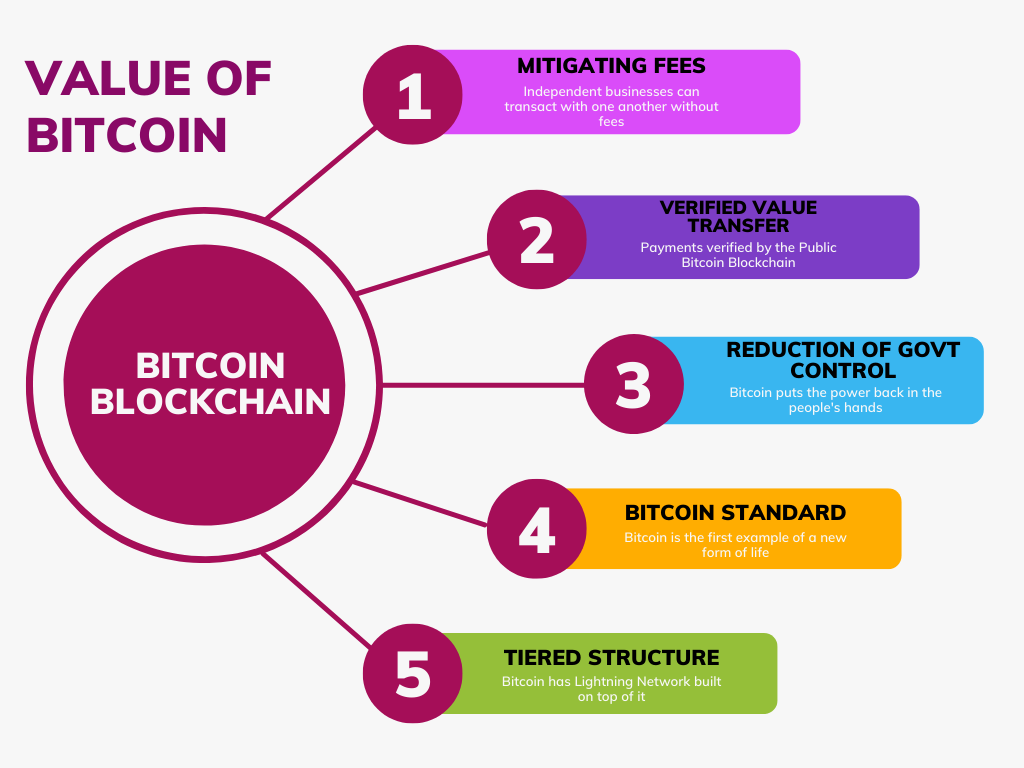 VALUE OF
BITCOIN
1
MITIGATING FEES
Independent businesses can
transact with one another without
fees
2
VERIFIED VALUE
TRANSFER
Payments verified by the Public
Bitcoin Blockchain
BITCOIN
BLOCKCHAIN
3
REDUCTION OF GOVT
CONTROL
Bitcoin puts the power back in the
people's hands
4
BITCOIN STANDARD
Bitcoin is the first example of a new
form of life
5
TIERED STRUCTURE
Bitcoin has Lightning Network built
on top of it